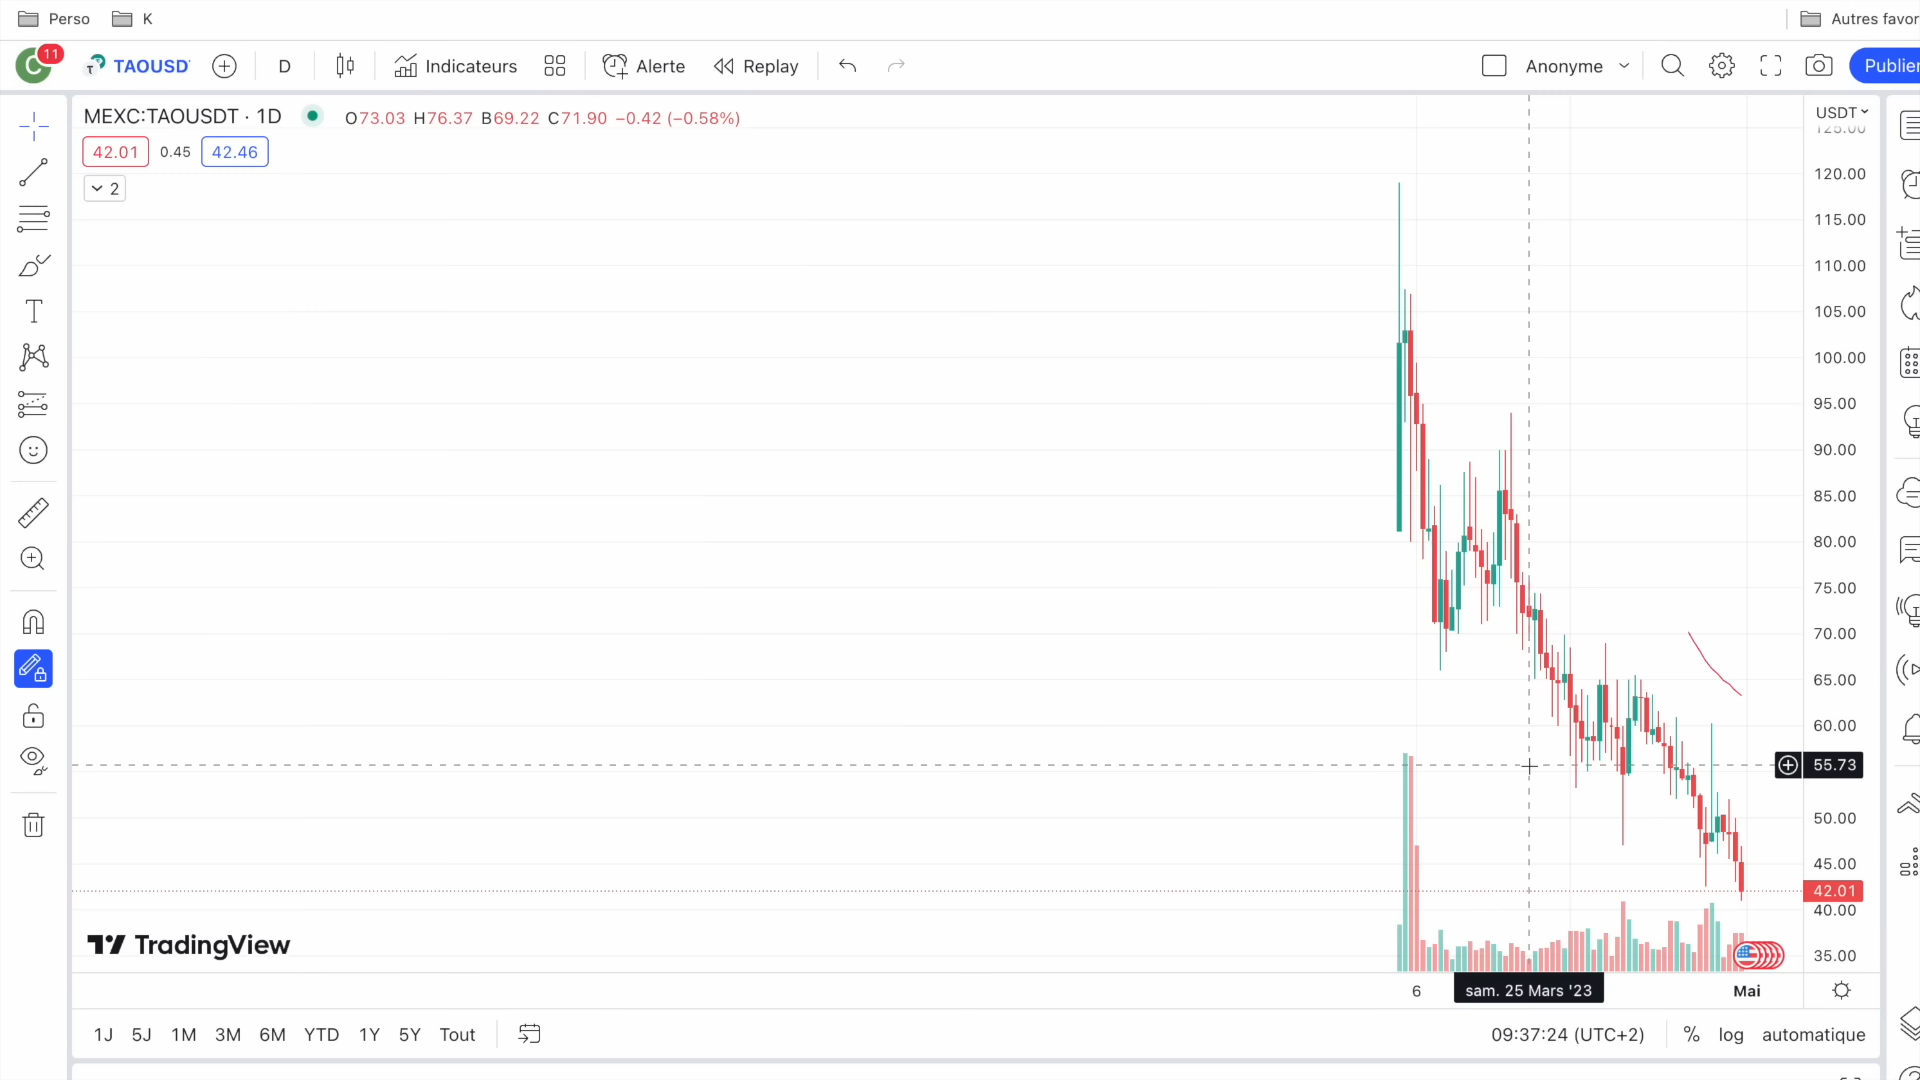 Perso K Autres favor
C 11 TAOUSD D Indicateurs Alerte Replay Anonyme Publier
MEXC:TAOUSDT · 1D O73.03 H76.37 B69.22 C71.90 −0.42 (−0.58%)
42.01 0.45 42.46
2
USDT
125.00
120.00
115.00
110.00
105.00
100.00
95.00
90.00
85.00
80.00
75.00
70.00
65.00
60.00
55.73
50.00
45.00
42.01
40.00
35.00
TradingView
6 sam. 25 Mars '23 Mai
1J 5J 1M 3M 6M YTD 1Y 5Y Tout 09:37:24 (UTC+2) % log automatique